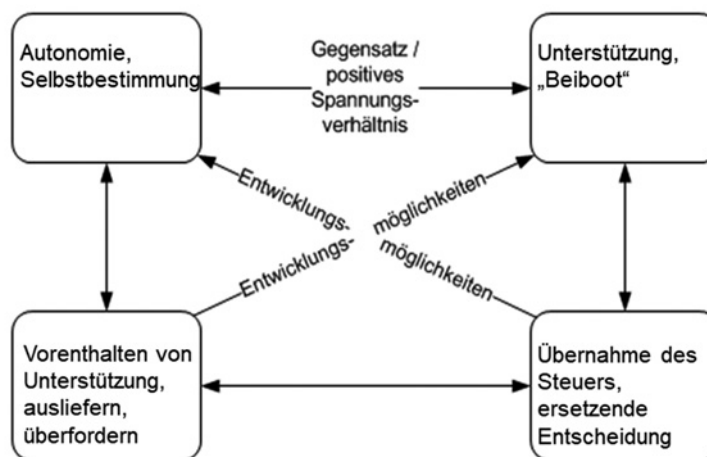 Autonomie,
Selbstbestimmung
Gegensatz /
positives
Spannungs-
verhältnis
Unterstützung,
„Beiboot“
Entwicklungs-
möglichkeiten
Entwicklungs-
möglichkeiten
Vorenthalten von
Unterstützung,
ausliefern,
überfordern
Übernahme des
Steuers,
ersetzende
Entscheidung